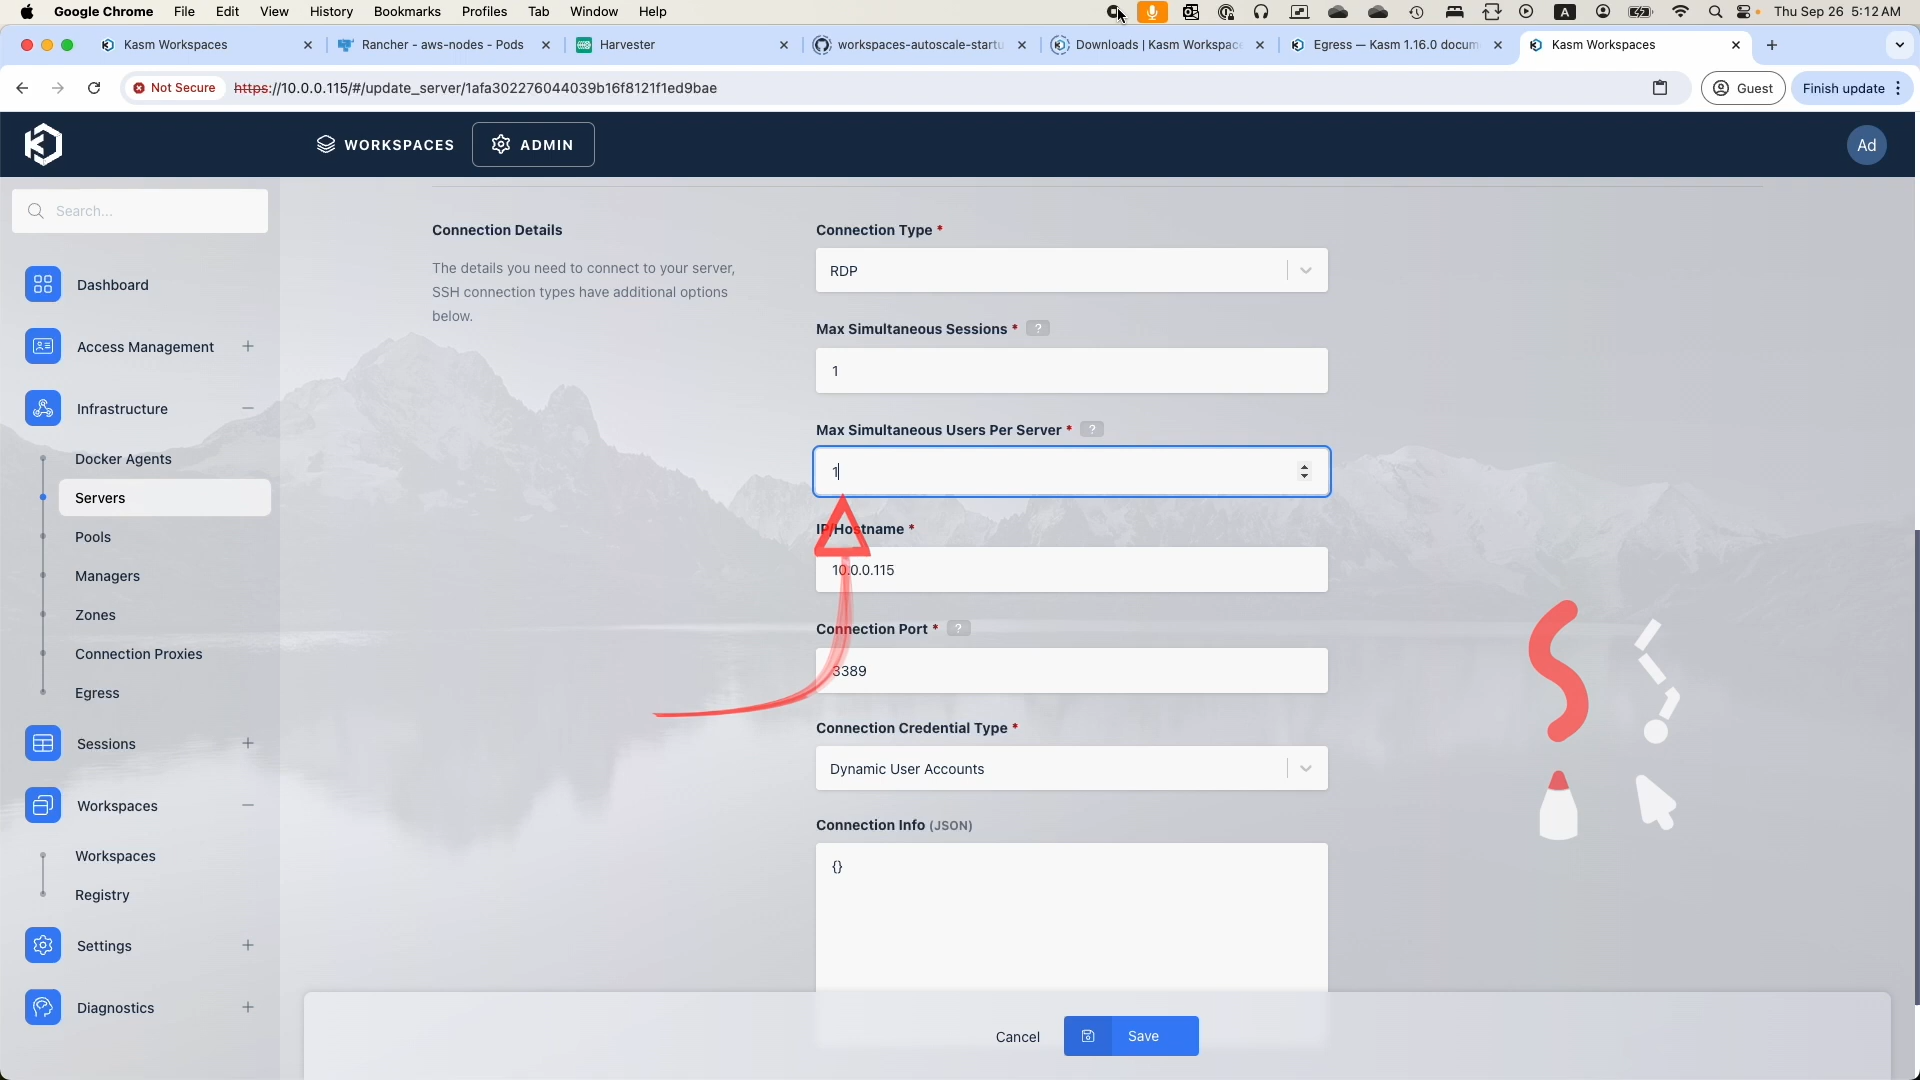 Google Chrome File Edit View History Bookmarks Profiles Tab Window Help A Thu Sep 26 5:12 AM
Kasm Workspaces Rancher - aws-nodes - Pods Harvester workspaces-autoscale-startu Downloads | Kasm Workspac Egress — Kasm 1.16.0 docum Kasm Workspaces
Not Secure https://10.0.0.115/#/update_server/1afa302276044039b16f8121f1ed9bae Guest Finish update
WORKSPACES ADMIN Ad
Search...
Dashboard
Access Management
Infrastructure
Docker Agents
Servers
Pools
Managers
Zones
Connection Proxies
Egress
Sessions
Workspaces
Workspaces
Registry
Settings
Diagnostics
Connection Details
The details you need to connect to your server,
SSH connection types have additional options
below.
Connection Type *
RDP
Max Simultaneous Sessions * ?
1
Max Simultaneous Users Per Server * ?
1
IP/Hostname *
10.0.0.115
Connection Port * ?
3389
Connection Credential Type *
Dynamic User Accounts
Connection Info (JSON)
{}
Cancel Save